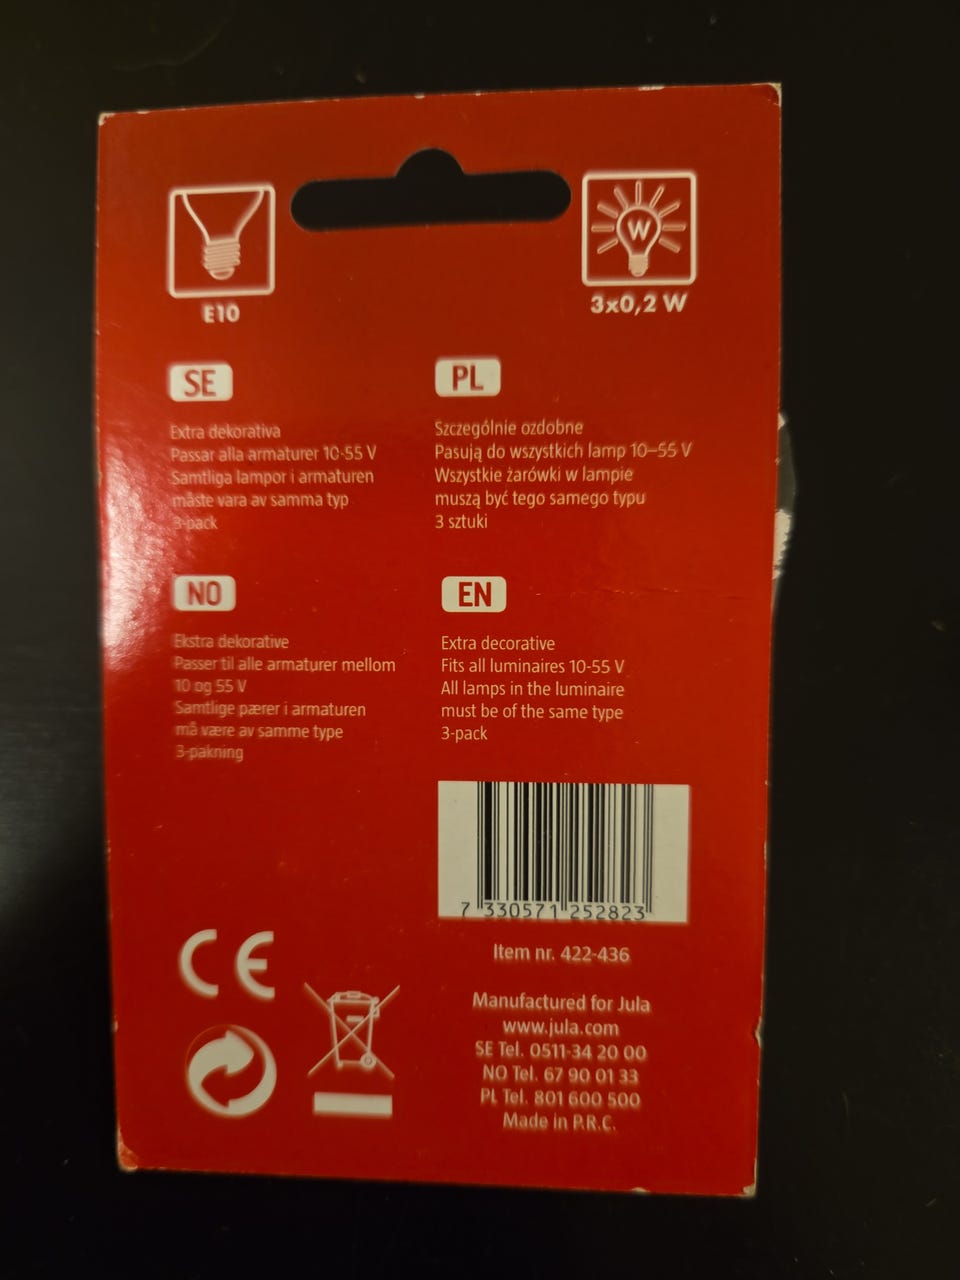 E10
W
3x0,2 W
SE
Extra dekorativa
Passar alla armaturer 10-55 V
Samtliga lampor i armaturen
måste vara av samma typ
3-pack
PL
Szczególnie ozdobne
Pasują do wszystkich lamp 10–55 V
Wszystkie żarówki w lampie
muszą być tego samego typu
3 sztuki
NO
Ekstra dekorative
Passer til alle armaturer mellom
10 og 55 V
Samtlige pærer i armaturen
må være av samme type
3-pakning
EN
Extra decorative
Fits all luminaires 10-55 V
All lamps in the luminaire
must be of the same type
3-pack
7 330571 252823
Item nr. 422-436
CE
Manufactured for Jula
www.jula.com
SE Tel. 0511-34 20 00
NO Tel. 67 90 01 33
PL Tel. 801 600 500
Made in P.R.C.